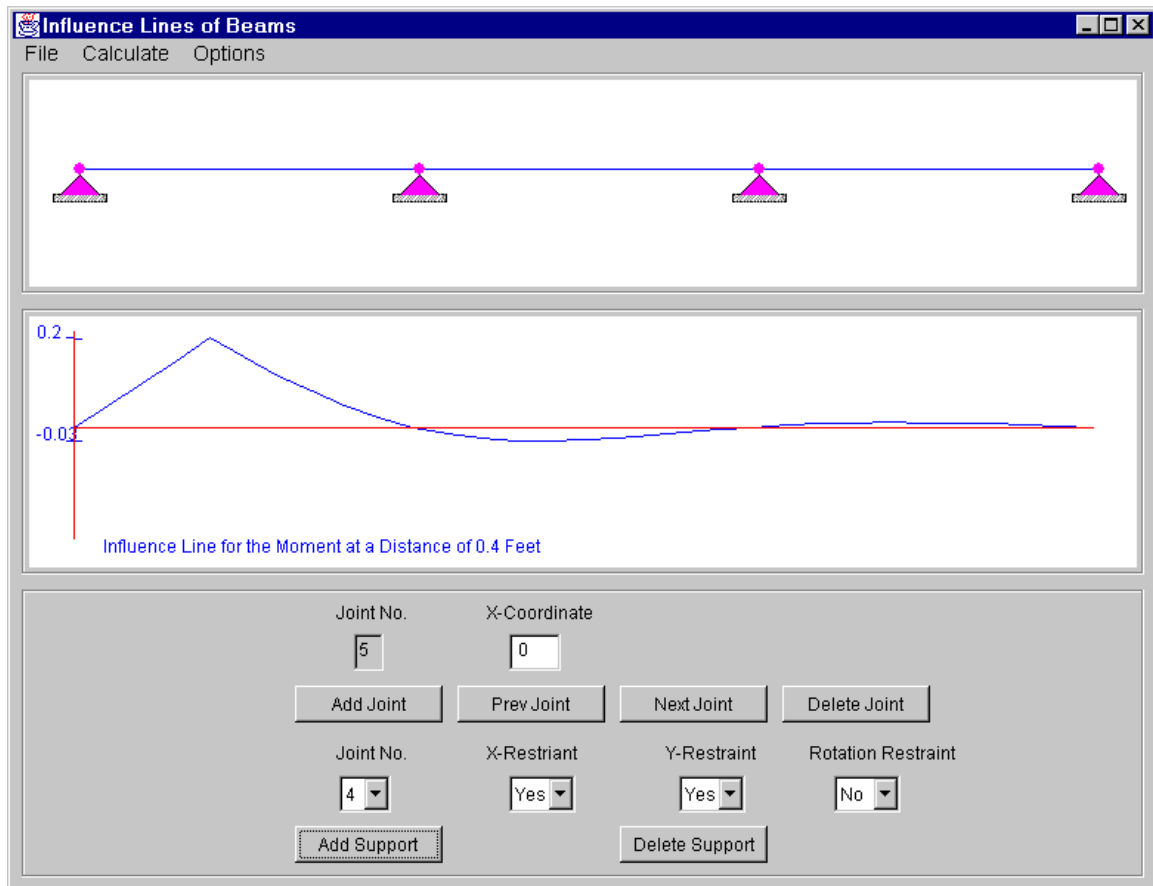 Influence Lines of Beams
File Calculate Options
0.2
-0.03
Influence Line for the Moment at a Distance of 0.4 Feet
Joint No. X-Coordinate
5 0
Add Joint Prev Joint Next Joint Delete Joint
Joint No. X-Restriant Y-Restraint Rotation Restraint
4 Yes Yes No
Add Support Delete Support